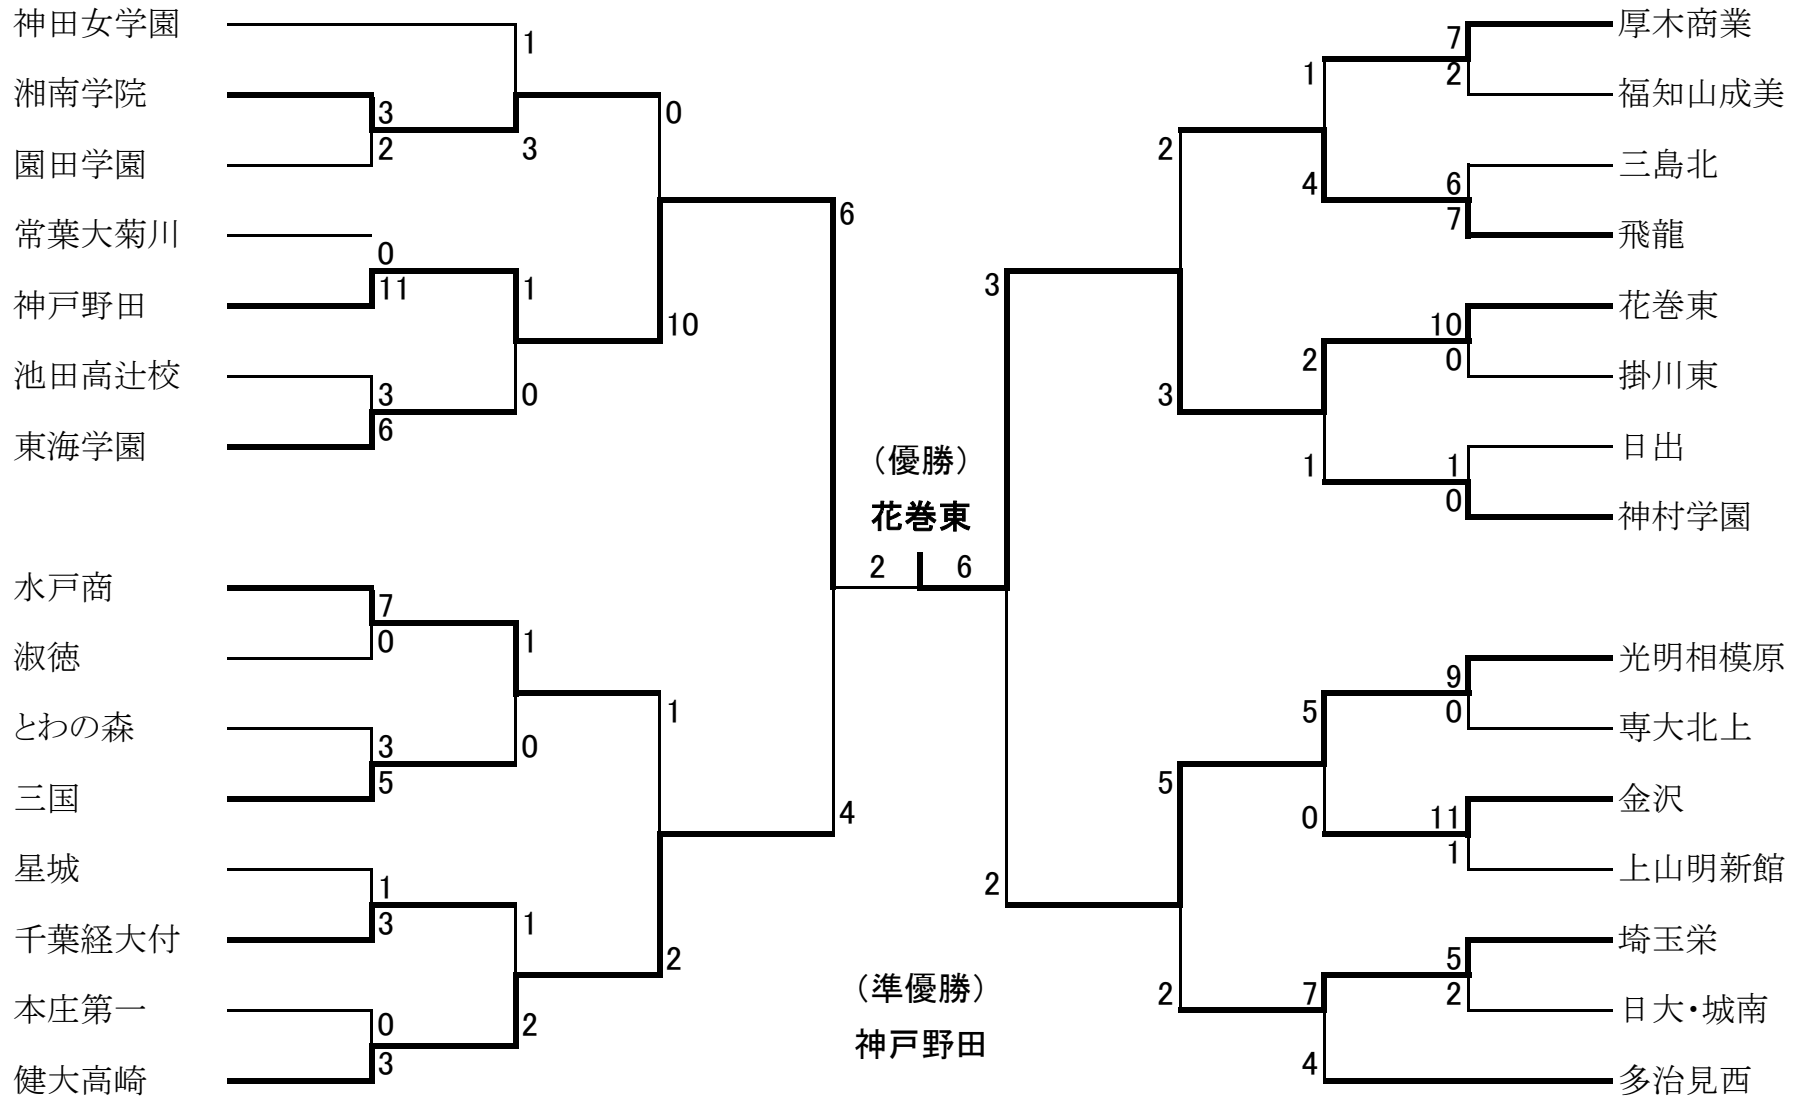 神田女学園
1
湘南学院
3
0
園田学園
2
3
常葉大菊川
0
6
神戸野田
11
1
10
池田高辻校
3
0
東海学園
6
水戸商
7
淑徳
0
1
とわの森
3
0
1
三国
5
4
星城
1
千葉経大付
3
1
2
本庄第一
0
2
健大高崎
3
(優勝)
花巻東
2
6
(準優勝)
神戸野田
7
厚木商業
1
2
福知山成美
2
三島北
4
6
7
飛龍
3
花巻東
10
2
0
掛川東
3
日出
1
1
0
神村学園
光明相模原
9
5
0
専大北上
5
金沢
0
11
1
上山明新館
2
埼玉栄
5
2
7
2
日大・城南
4
多治見西